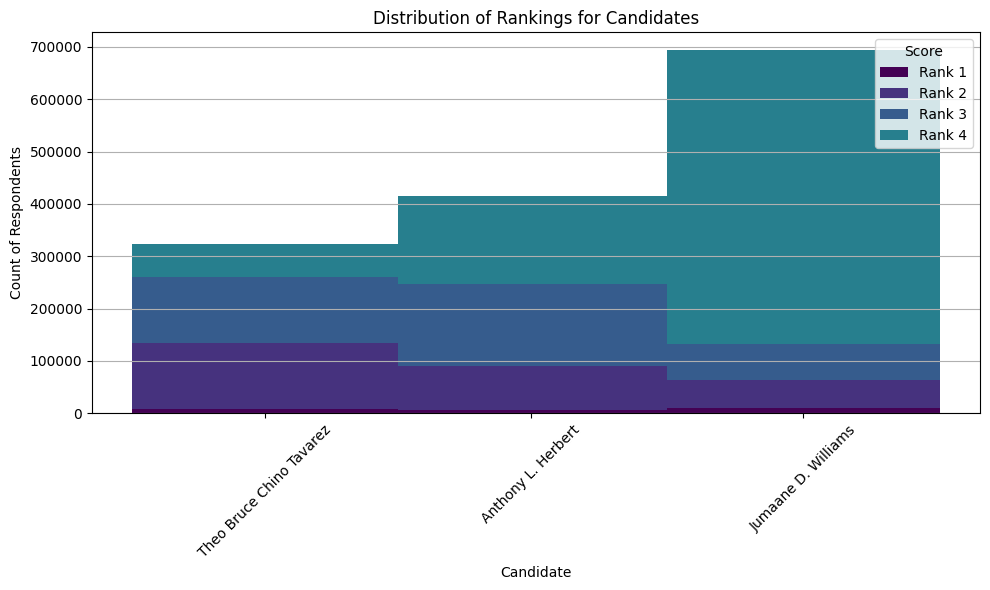 Distribution of Rankings for Candidates
Count of Respondents
700000
600000
500000
400000
300000
200000
100000
0
Score
Rank 1
Rank 2
Rank 3
Rank 4
Theo Bruce Chino Tavarez
Anthony L. Herbert
Jumaane D. Williams
Candidate